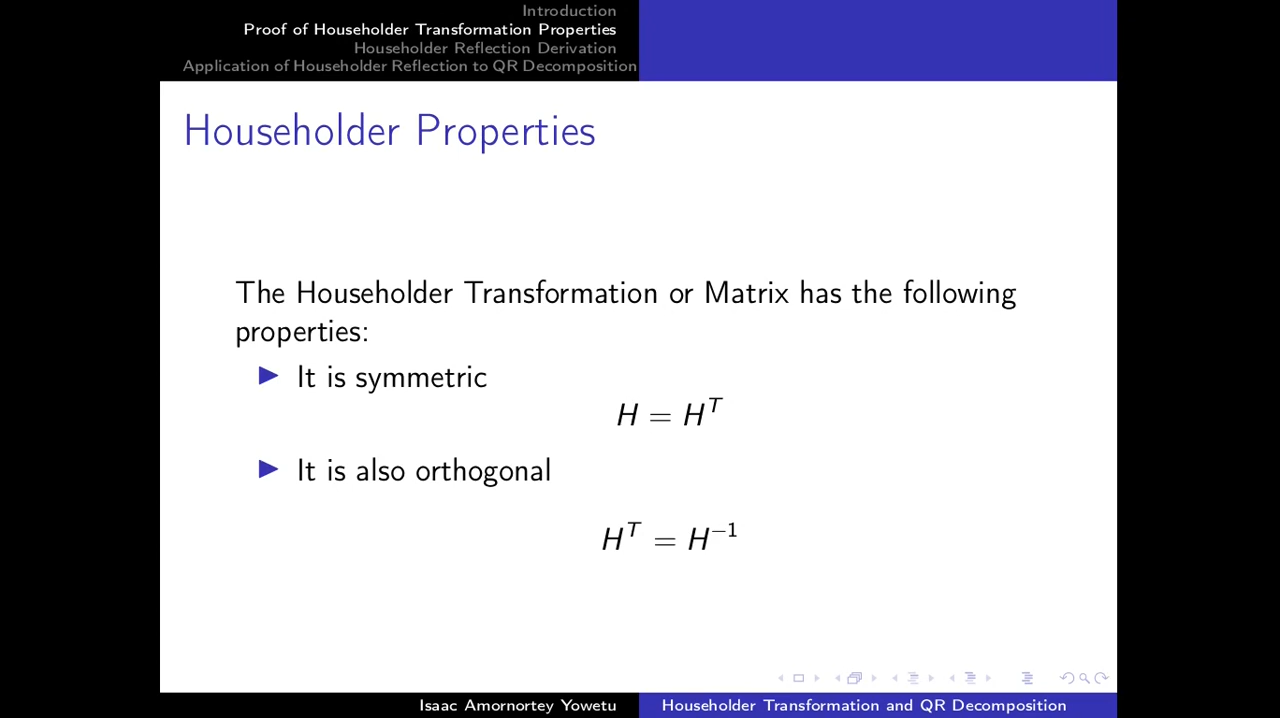 Introduction
Proof of Householder Transformation Properties
Householder Reflection Derivation
Application of Householder Reflection to QR Decomposition
Householder Properties
The Householder Transformation or Matrix has the following
properties:
▶ It is symmetric
H = H^T
▶ It is also orthogonal
H^T = H^{-1}
Isaac Amornortey Yowetu
Householder Transformation and QR Decomposition